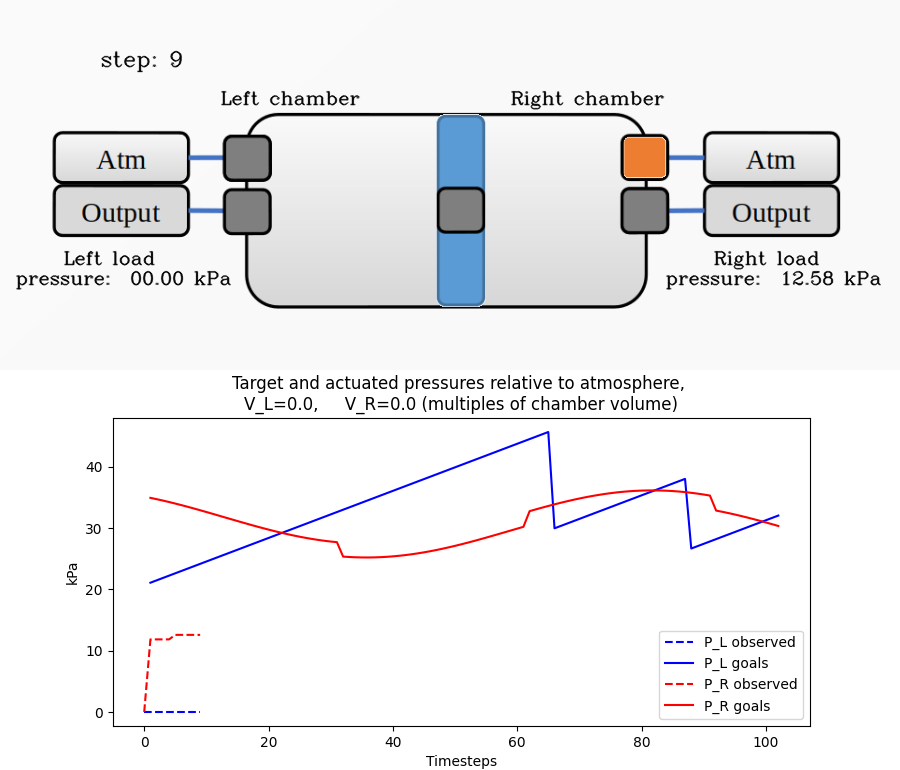 step: 9
Left chamber
Right chamber
Atm
Atm
Output
Output
Left load
pressure: 00.00 kPa
Right load
pressure: 12.58 kPa
Target and actuated pressures relative to atmosphere,
V_L=0.0, V_R=0.0 (multiples of chamber volume)
kPa
40
30
20
10
0
P_L observed
P_L goals
P_R observed
P_R goals
0 20 40 60 80 100
Timesteps